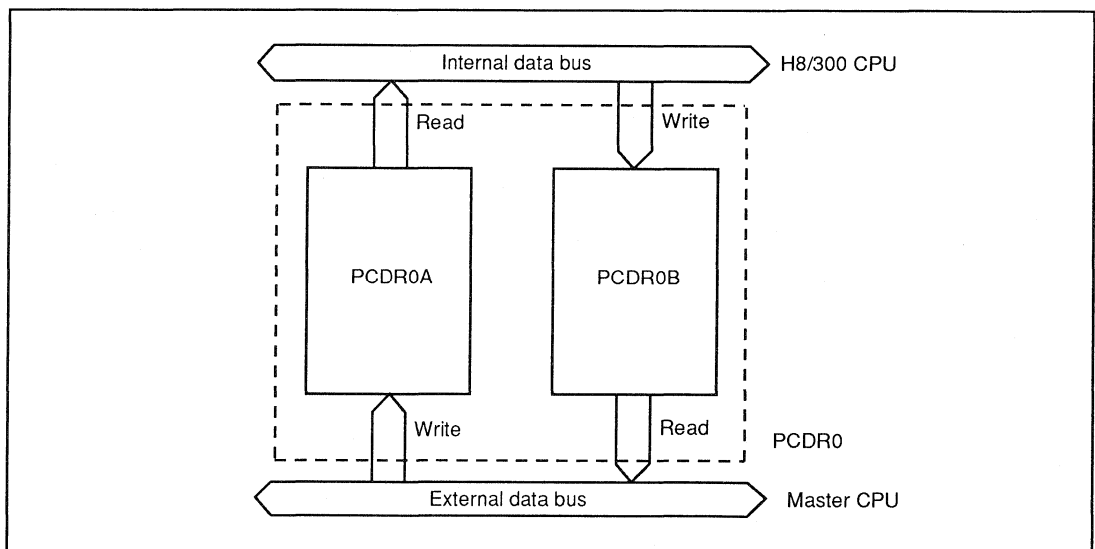 Internal data bus
H8/300 CPU
Read
Write
PCDR0A
PCDR0B
Write
Read
PCDR0
External data bus
Master CPU